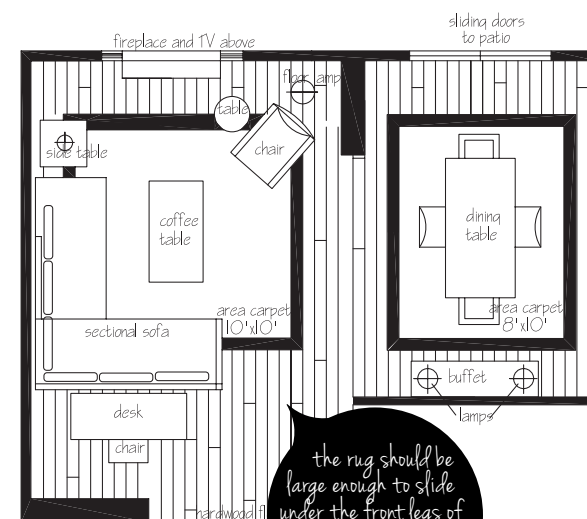 sliding doors
to patio
fireplace and TV above
floor lamp
table
side table
chair
coffee
table
dining
table
area carpet
10'x10'
area carpet
8'x10'
sectional sofa
buffet
desk
lamps
chair
the rug should be
large enough to slide
under the front legs of
hardwood fl